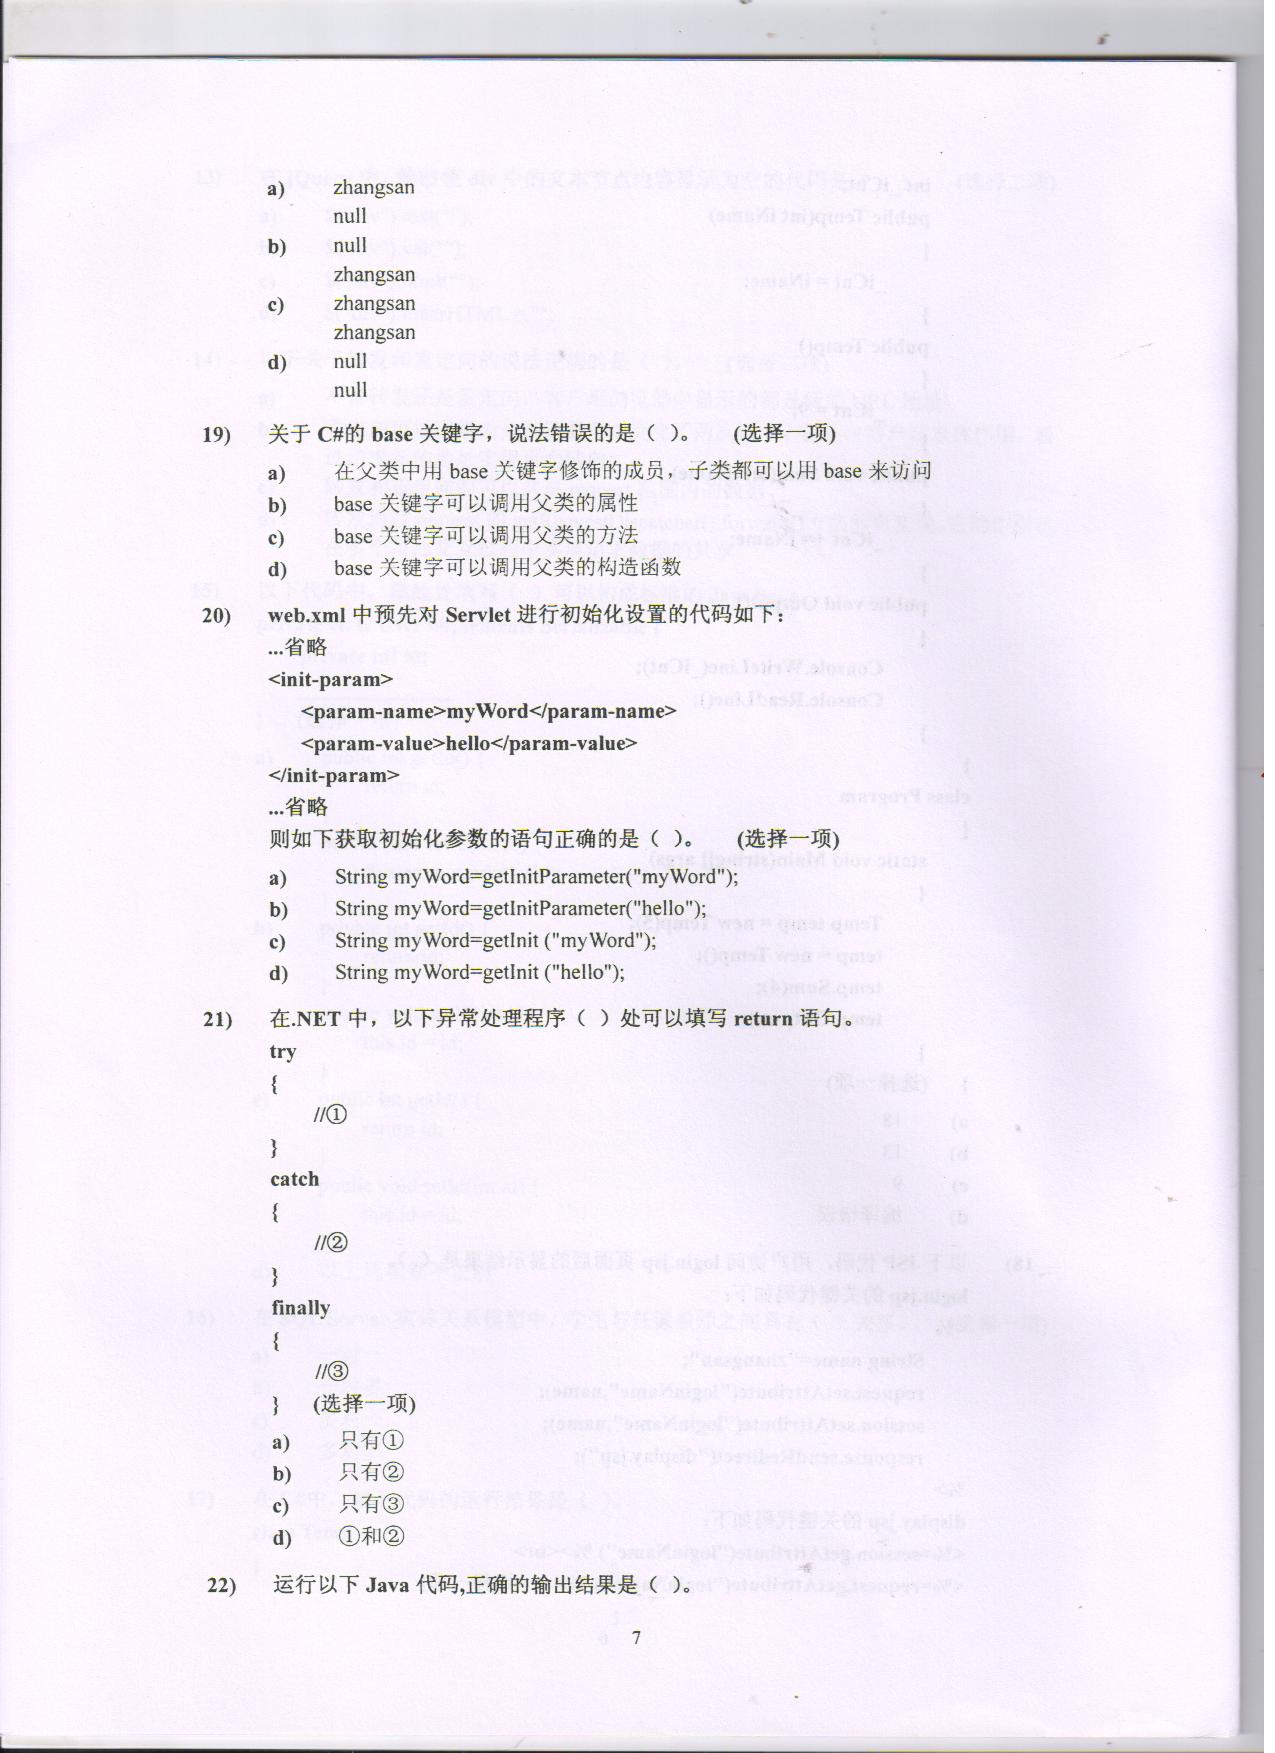 a) zhangsan
null
b) null
zhangsan
c) zhangsan
zhangsan
d) null
null
19) 关于 C#的 base 关键字，说法错误的是（ ）。 (选择一项)
a) 在父类中用 base 关键字修饰的成员，子类都可以用 base 来访问
b) base 关键字可以调用父类的属性
c) base 关键字可以调用父类的方法
d) base 关键字可以调用父类的构造函数
20) web.xml 中预先对 Servlet 进行初始化设置的代码如下：
...省略
<init-param>
<param-name>myWord</param-name>
<param-value>hello</param-value>
</init-param>
...省略
则如下获取初始化参数的语句正确的是（ ）。 (选择一项)
a) String myWord=getInitParameter("myWord");
b) String myWord=getInitParameter("hello");
c) String myWord=getInit ("myWord");
d) String myWord=getInit ("hello");
21) 在.NET 中，以下异常处理程序（ ）处可以填写 return 语句。
try
{
//①
}
catch
{
//②
}
finally
{
//③
} (选择一项)
a) 只有①
b) 只有②
c) 只有③
d) ①和②
22) 运行以下 Java 代码,正确的输出结果是（ ）。
7